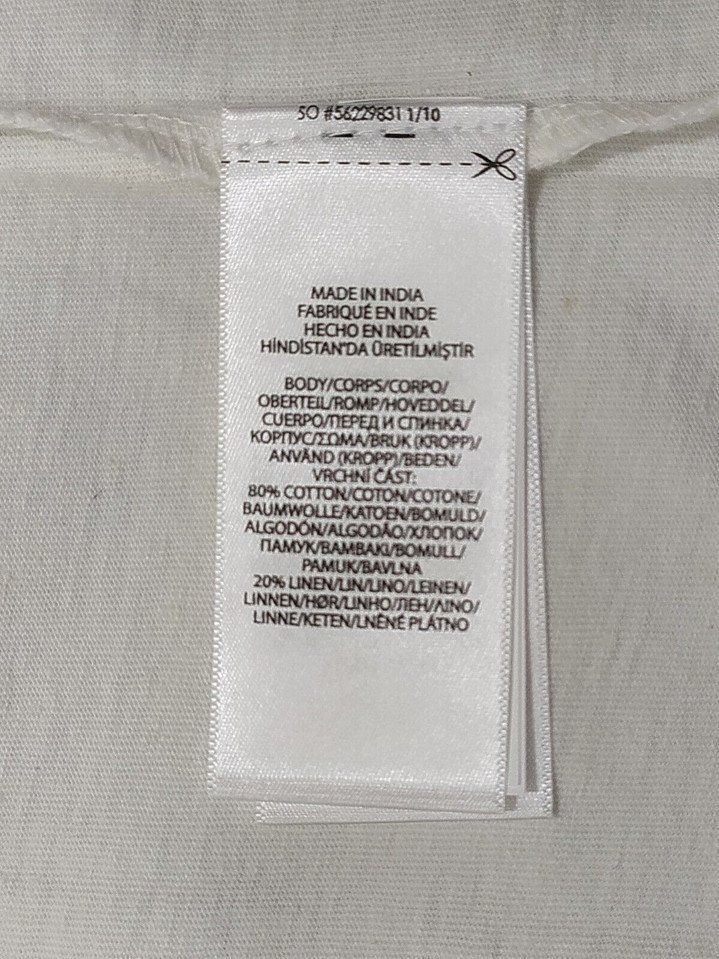 SO #56229831 1/10
MADE IN INDIA
FABRIQUÉ EN INDE
HECHO EN INDIA
HİNDİSTAN'DA ÜRETİLMİŞTİR
BODY/CORPS/CORPO/
OBERTEIL/ROMP/HOVEDDEL/
CUERPO/ПЕРЕД И СПИНКА/
КОРПУС/ΣΩΜΑ/BRUK (KROPP)/
ANVÄND (KROPP)/BEDEN/
VRCHNÍ ČÁST:
80% COTTON/COTON/COTONE/
BAUMWOLLE/KATOEN/BOMULD/
ALGODÓN/ALGODÃO/ХЛОПОК/
ПАМУК/ΒΑΜΒΑΚΙ/BOMULL/
PAMUK/BAVLNA
20% LINEN/LIN/LINO/LEINEN/
LINNEN/HØR/LINHO/ЛЕН/ΛΙΝΟ/
LINNE/KETEN/LNĚNÉ PLÁTNO